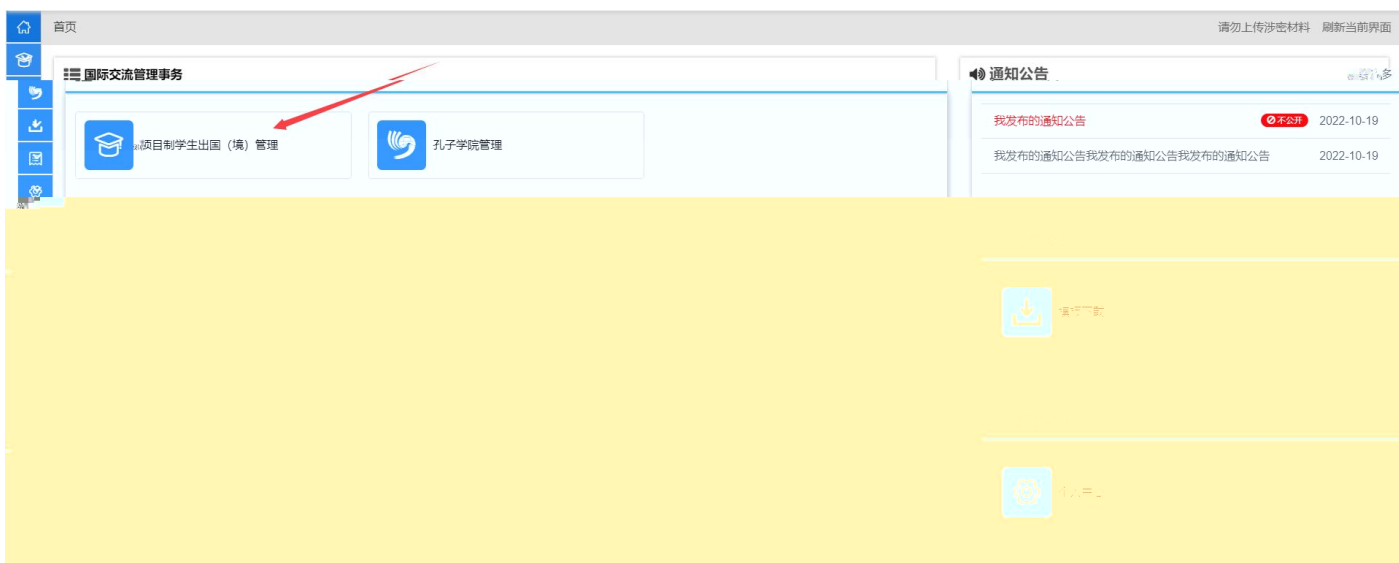 首页
请勿上传涉密材料 刷新当前界面
国际交流管理事务
项目制学生出国（境）管理
孔子学院管理
通知公告
多
我发布的通知公告 不公开 2022-10-19
我发布的通知公告我发布的通知公告我发布的通知公告 2022-10-19